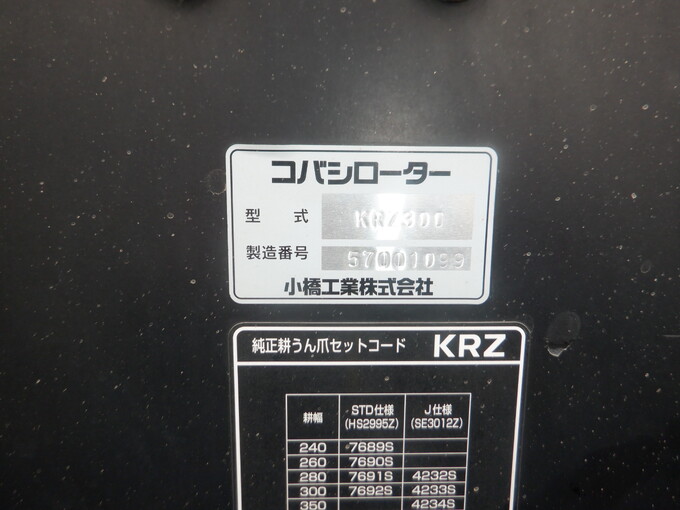 コバシローター
型 式 KRZ300
製造番号 57001099
小橋工業株式会社
純正耕うん爪セットコード KRZ
耕幅 STD仕様 (HS2995Z) J仕様 (SE3012Z)
240 7689S
260 7690S
280 7691S 4232S
300 7692S 4233S
350 4234S